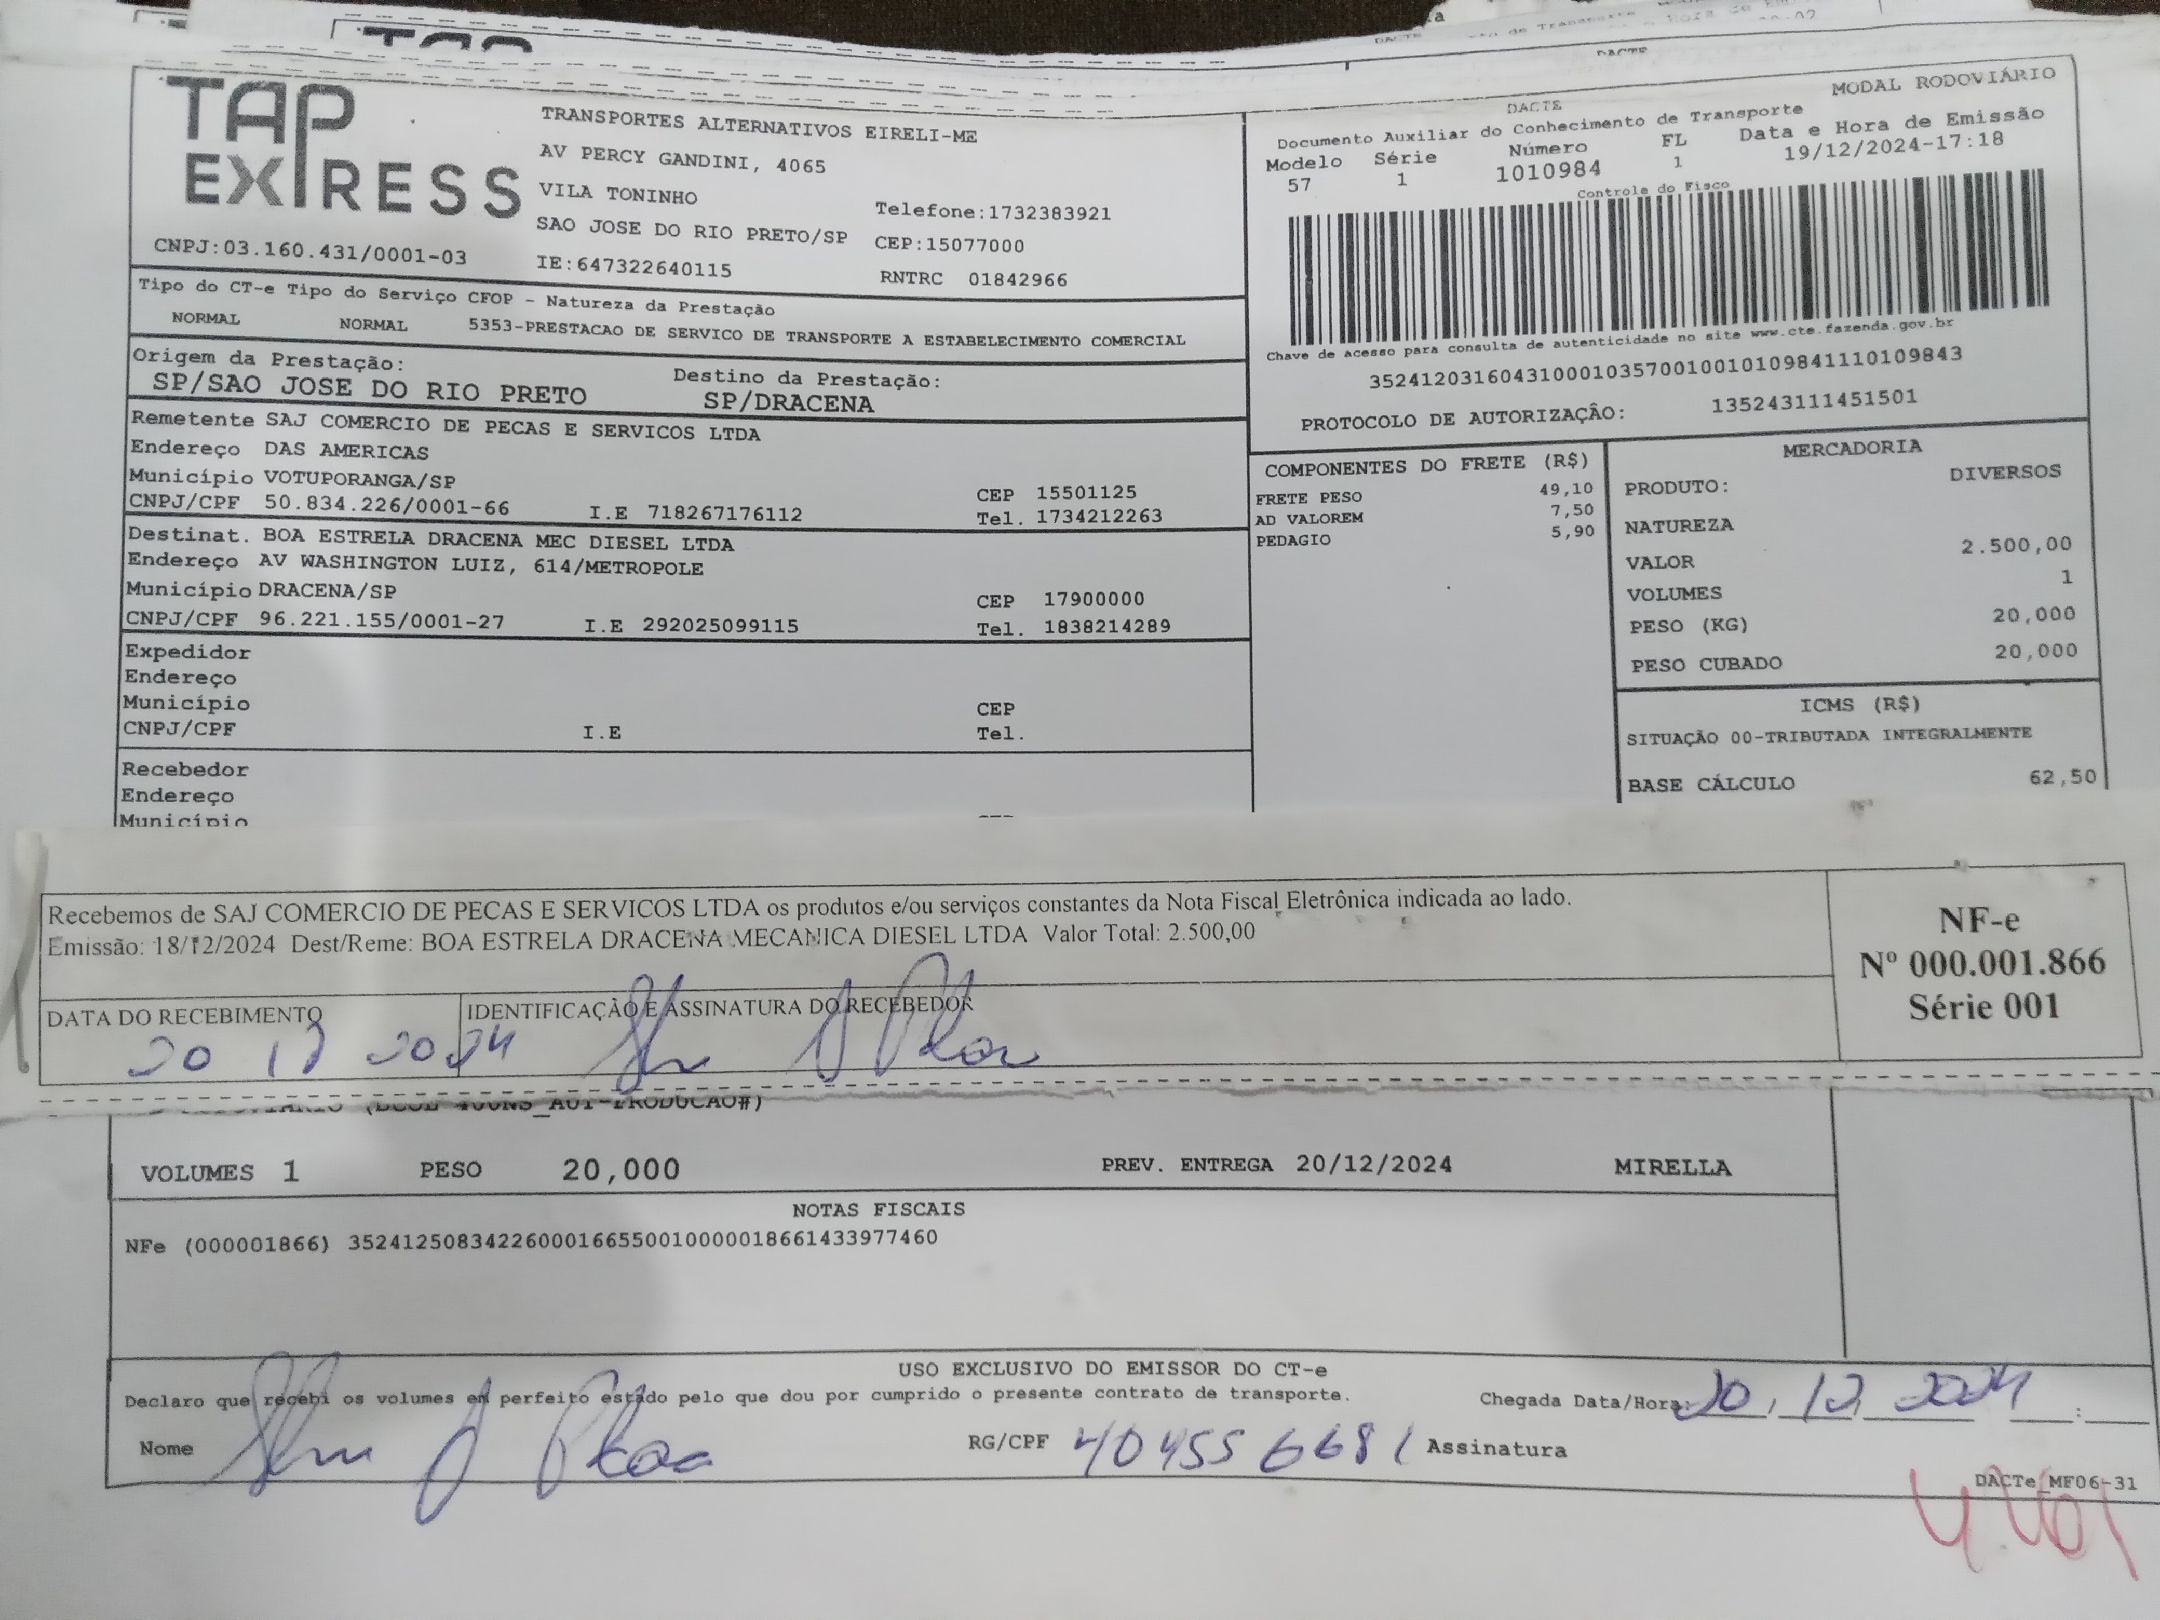 TAP EXPRESS
TRANSPORTES ALTERNATIVOS EIRELI-ME
AV PERCY GANDINI, 4065
VILA TONINHO
Telefone:1732383921
SAO JOSE DO RIO PRETO/SP CEP:15077000
CNPJ:03.160.431/0001-03 IE:647322640115 RNTRC 01842966
Tipo do CT-e Tipo do Serviço CFOP - Natureza da Prestação
NORMAL NORMAL 5353-PRESTACAO DE SERVICO DE TRANSPORTE A ESTABELECIMENTO COMERCIAL
Origem da Prestação: Destino da Prestação:
SP/SAO JOSE DO RIO PRETO SP/DRACENA
Remetente SAJ COMERCIO DE PECAS E SERVICOS LTDA
Endereço DAS AMERICAS
Município VOTUPORANGA/SP CEP 15501125
CNPJ/CPF 50.834.226/0001-66 I.E 718267176112 Tel. 1734212263
Destinat. BOA ESTRELA DRACENA MEC DIESEL LTDA
Endereço AV WASHINGTON LUIZ, 614/METROPOLE
Município DRACENA/SP CEP 17900000
CNPJ/CPF 96.221.155/0001-27 I.E 292025099115 Tel. 1838214289
Expedidor
Endereço
Município CEP
CNPJ/CPF I.E Tel.
Recebedor
Endereço
Município
DACTE
MODAL RODOVIÁRIO
DACTE
Documento Auxiliar do Conhecimento de Transporte
Modelo Série Número FL Data e Hora de Emissão
57 1 1010984 1 19/12/2024-17:18
Controle do Fisco
Chave de acesso para consulta de autenticidade no site www.cte.fazenda.gov.br
35241203160431000103570010010109841110109843
PROTOCOLO DE AUTORIZAÇÃO: 135243111451501
COMPONENTES DO FRETE (R$)
FRETE PESO 49,10
AD VALOREM 7,50
PEDAGIO 5,90
MERCADORIA
PRODUTO: DIVERSOS
NATUREZA
VALOR 2.500,00
VOLUMES 1
PESO (KG) 20,000
PESO CUBADO 20,000
ICMS (R$)
SITUAÇÃO 00-TRIBUTADA INTEGRALMENTE
BASE CÁLCULO 62,50
Recebemos de SAJ COMERCIO DE PECAS E SERVICOS LTDA os produtos e/ou serviços constantes da Nota Fiscal Eletrônica indicada ao lado.
Emissão: 18/12/2024 Dest/Reme: BOA ESTRELA DRACENA MECANICA DIESEL LTDA Valor Total: 2.500,00
DATA DO RECEBIMENTO IDENTIFICAÇÃO E ASSINATURA DO RECEBEDOR
20 12 2024
NF-e
Nº 000.001.866
Série 001
VOLUMES 1 PESO 20,000 PREV. ENTREGA 20/12/2024 MIRELLA
NOTAS FISCAIS
NFe (000001866) 35241250834226000166550010000018661433977460
USO EXCLUSIVO DO EMISSOR DO CT-e
Declaro que recebi os volumes em perfeito estado pelo que dou por cumprido o presente contrato de transporte. Chegada Data/Hora: 20, 12, 2024 :
Nome RG/CPF 404556681 Assinatura
DACTe_MF06-31